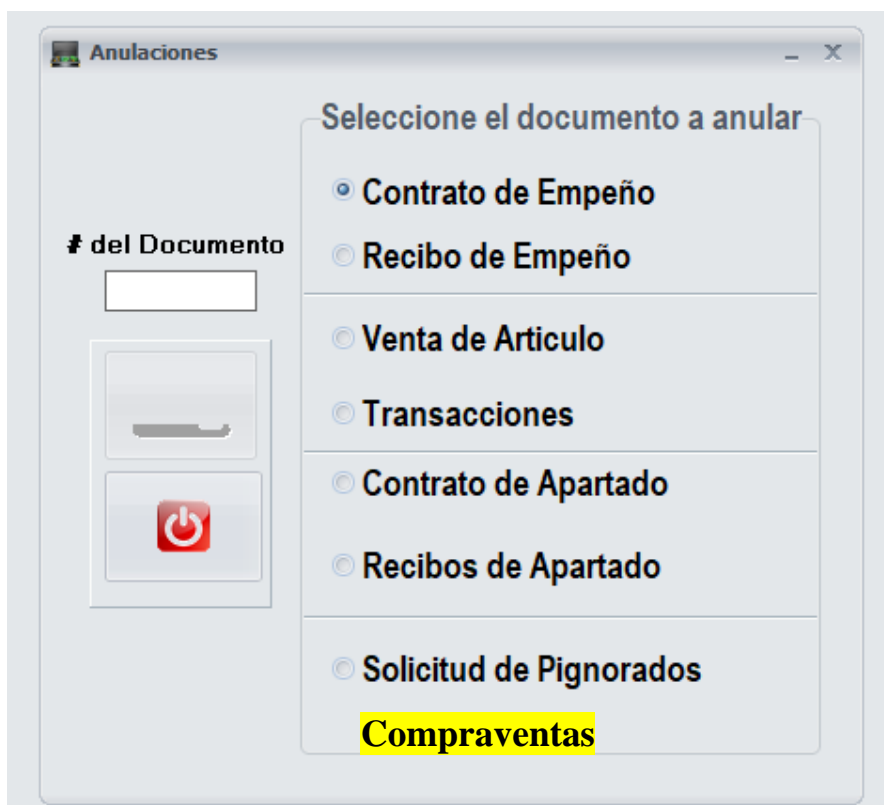 Anulaciones
Seleccione el documento a anular
Contrato de Empeño
# del Documento
Recibo de Empeño
Venta de Articulo
Transacciones
Contrato de Apartado
Recibos de Apartado
Solicitud de Pignorados
Compraventas